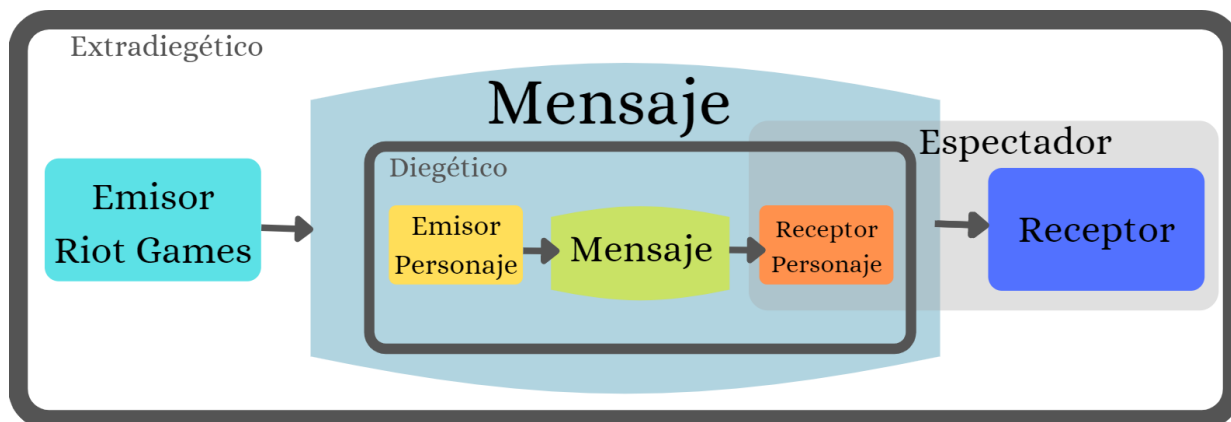 Extradiegético
Mensaje
Espectador
Diegético
Emisor
Riot Games
Emisor
Personaje
Mensaje
Receptor
Personaje
Receptor